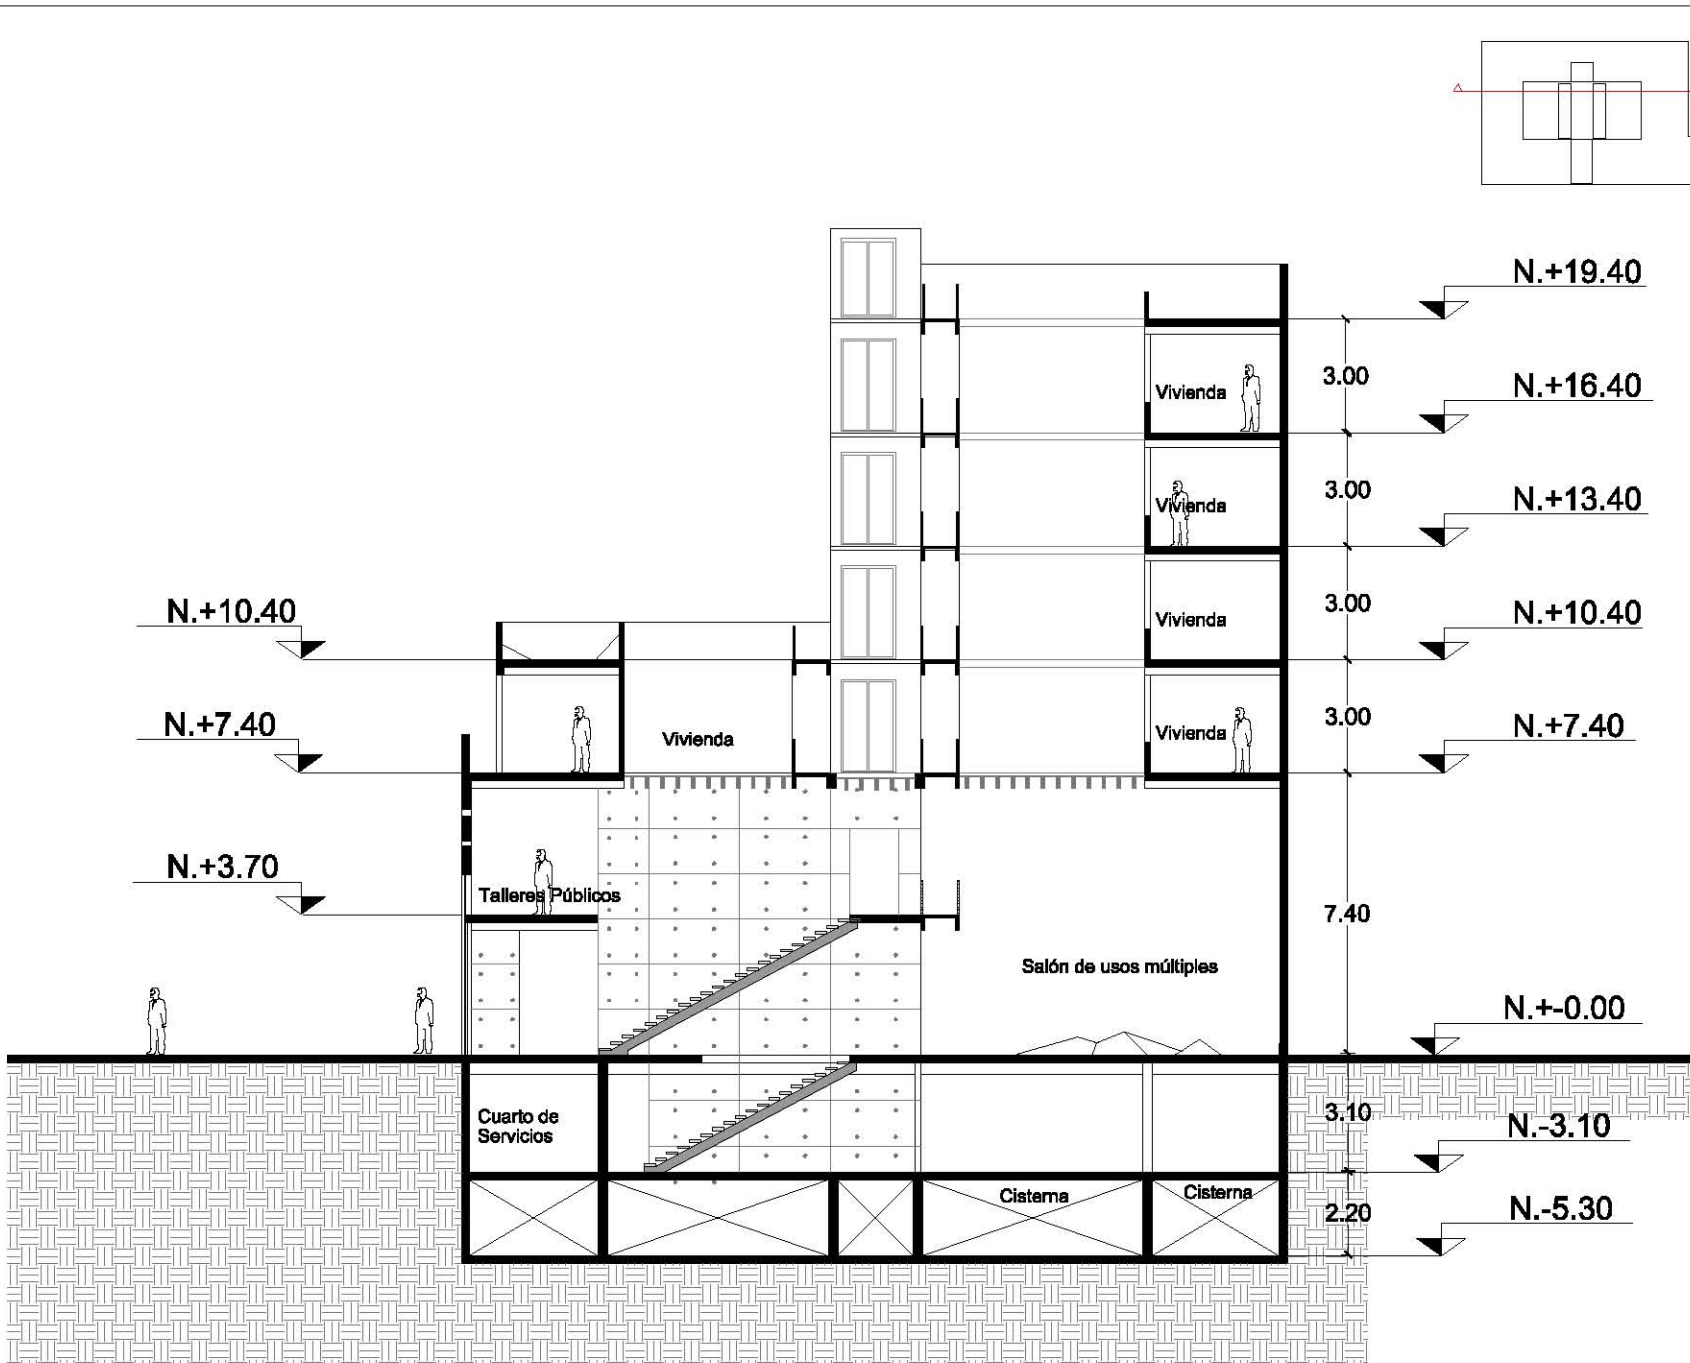 N.+19.40
3.00
N.+16.40
Vivienda
3.00
N.+13.40
Vivienda
N.+10.40
3.00
N.+10.40
Vivienda
N.+7.40
3.00
N.+7.40
Vivienda
Vivienda
N.+3.70
Talleres Públicos
7.40
Salón de usos múltiples
N.+-0.00
Cuarto de
Servicios
3.10
N.-3.10
Cisterna
Cisterna
2.20
N.-5.30